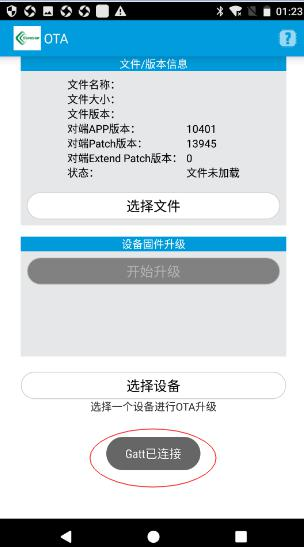 01:23
OTA
?
文件/版本信息
文件名称：
文件大小：
文件版本：
对端APP版本： 10401
对端Patch版本： 13945
对端Extend Patch版本： 0
状态： 文件未加载
选择文件
设备固件升级
开始升级
选择设备
选择一个设备进行OTA升级
Gatt已连接